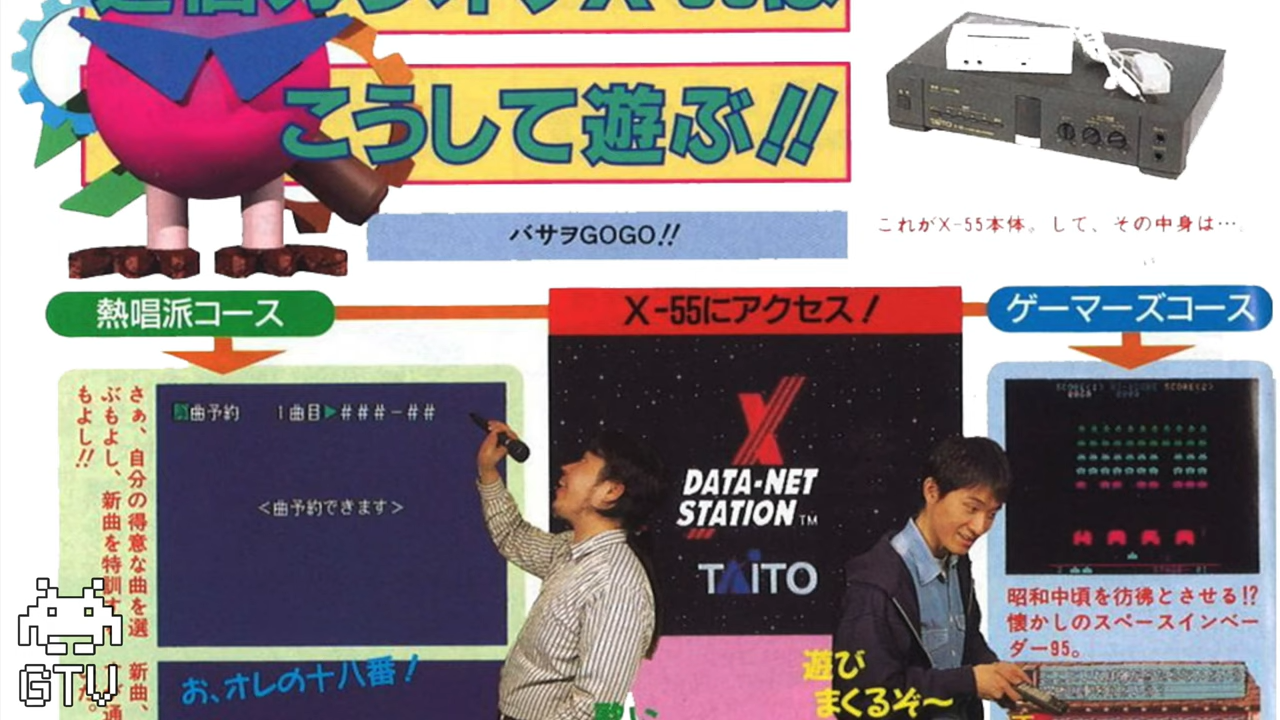 こうして遊ぶ!!
バサヲGOGO!!
TAITO
これがX-55本体。して、その中身は…。
熱唱派コース
X-55にアクセス!
ゲーマーズコース
さぁ、自分の得意な曲を選
ぶもよし、新曲を特訓す
もよし!!
曲予約 1曲目▶###-##
<曲予約できます>
お、オレの十八番!
新曲、
X
DATA-NET
STATION TM
TAITO
遊び
まくるぞ〜
昭和中頃を彷彿とさせる!?
懐かしのスペースインベー
ダー95。
GTV